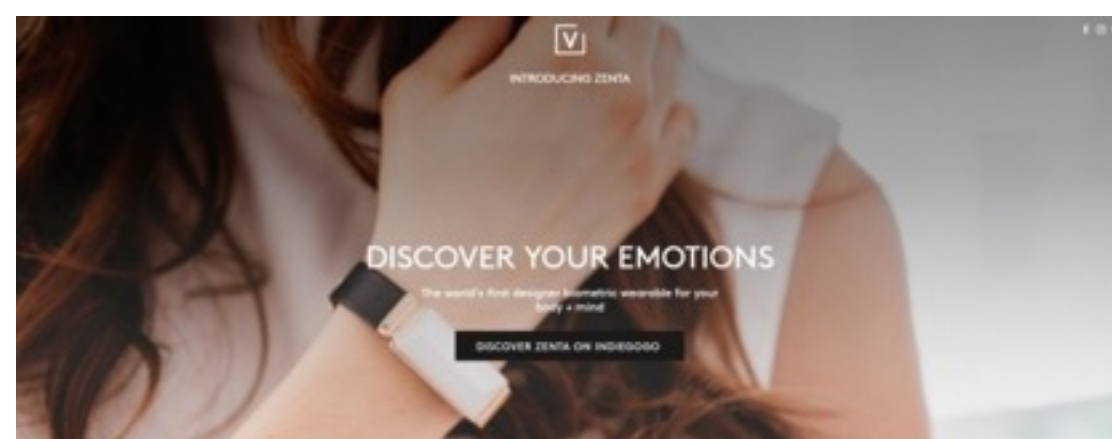 V
INTRODUCING ZENTA
DISCOVER YOUR EMOTIONS
The world's first designer biometric wearable for your
body + mind
DISCOVER ZENTA ON INDIEGOGO